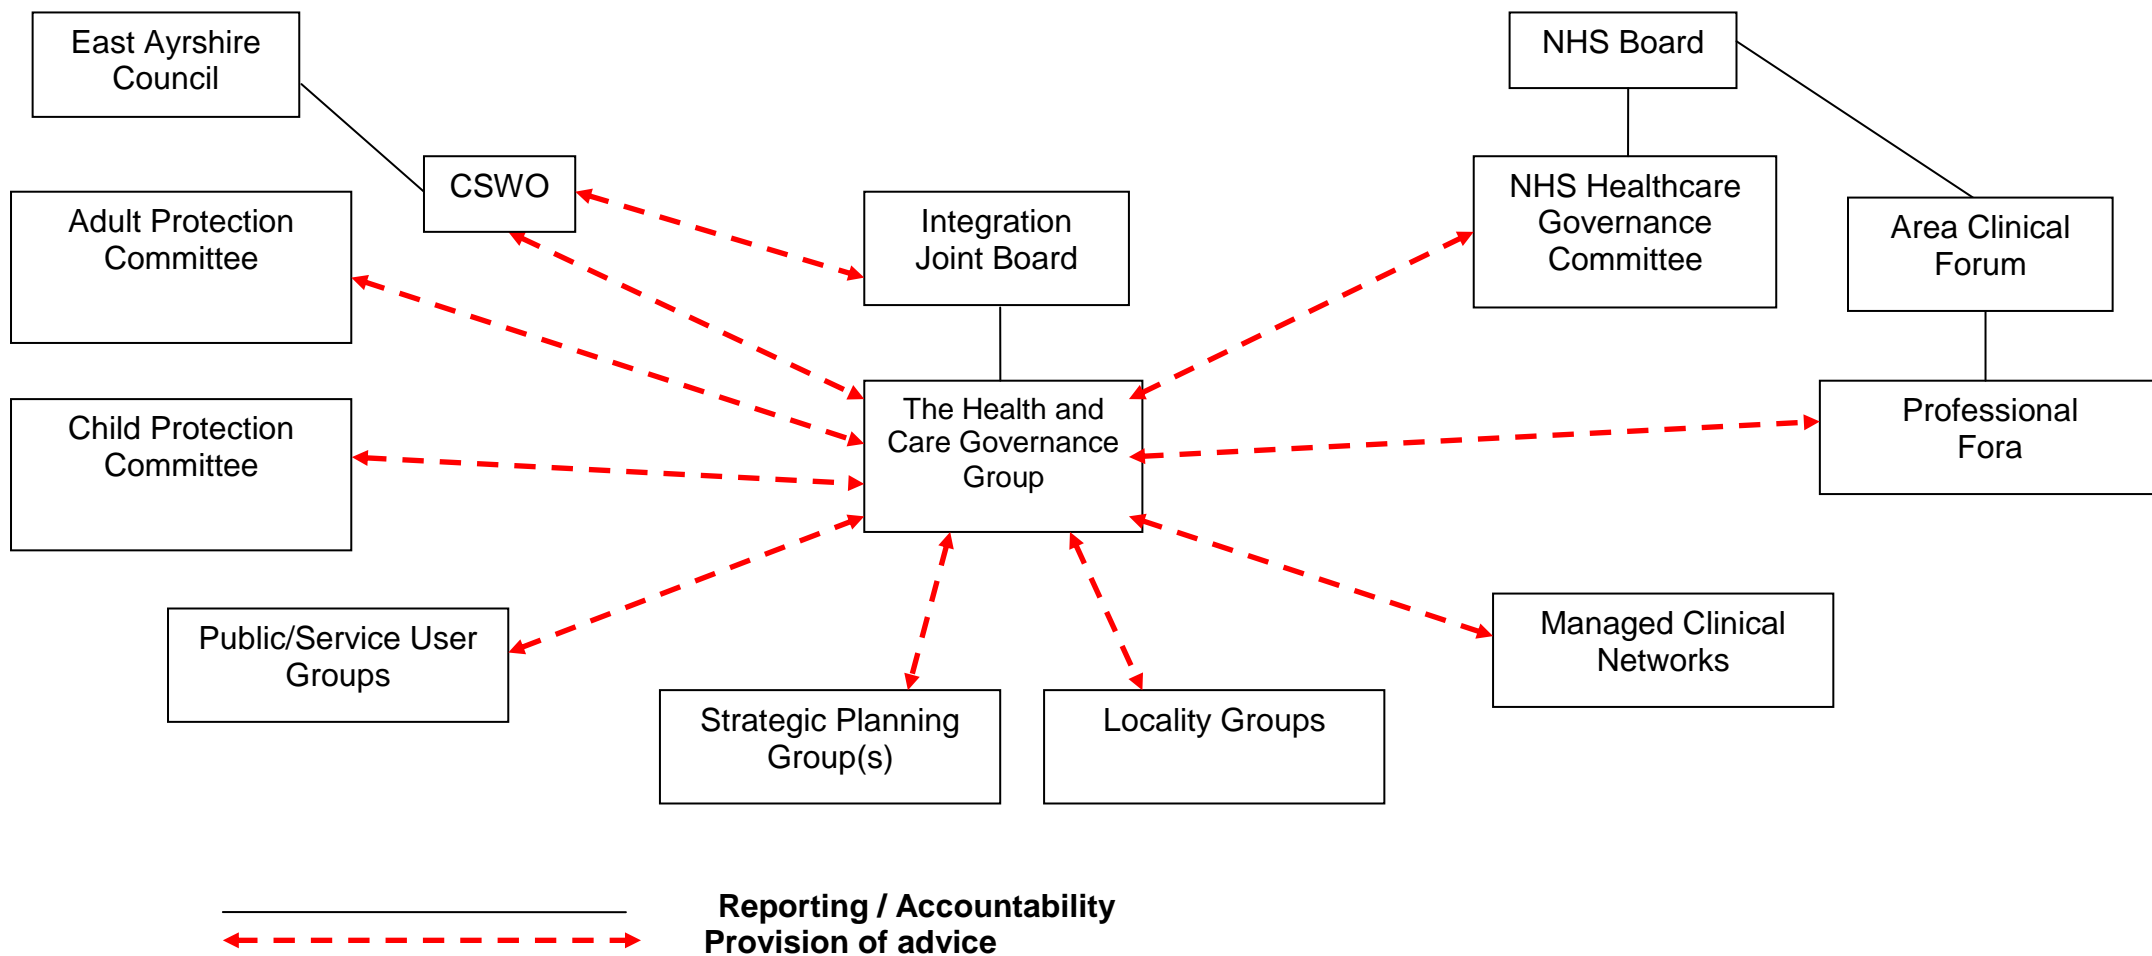 East Ayrshire
Council
NHS Board
CSWO
Adult Protection
Committee
Integration
Joint Board
NHS Healthcare
Governance
Committee
Area Clinical
Forum
Child Protection
Committee
The Health and
Care Governance
Group
Professional
Fora
Public/Service User
Groups
Managed Clinical
Networks
Strategic Planning
Group(s)
Locality Groups
Reporting / Accountability
Provision of advice